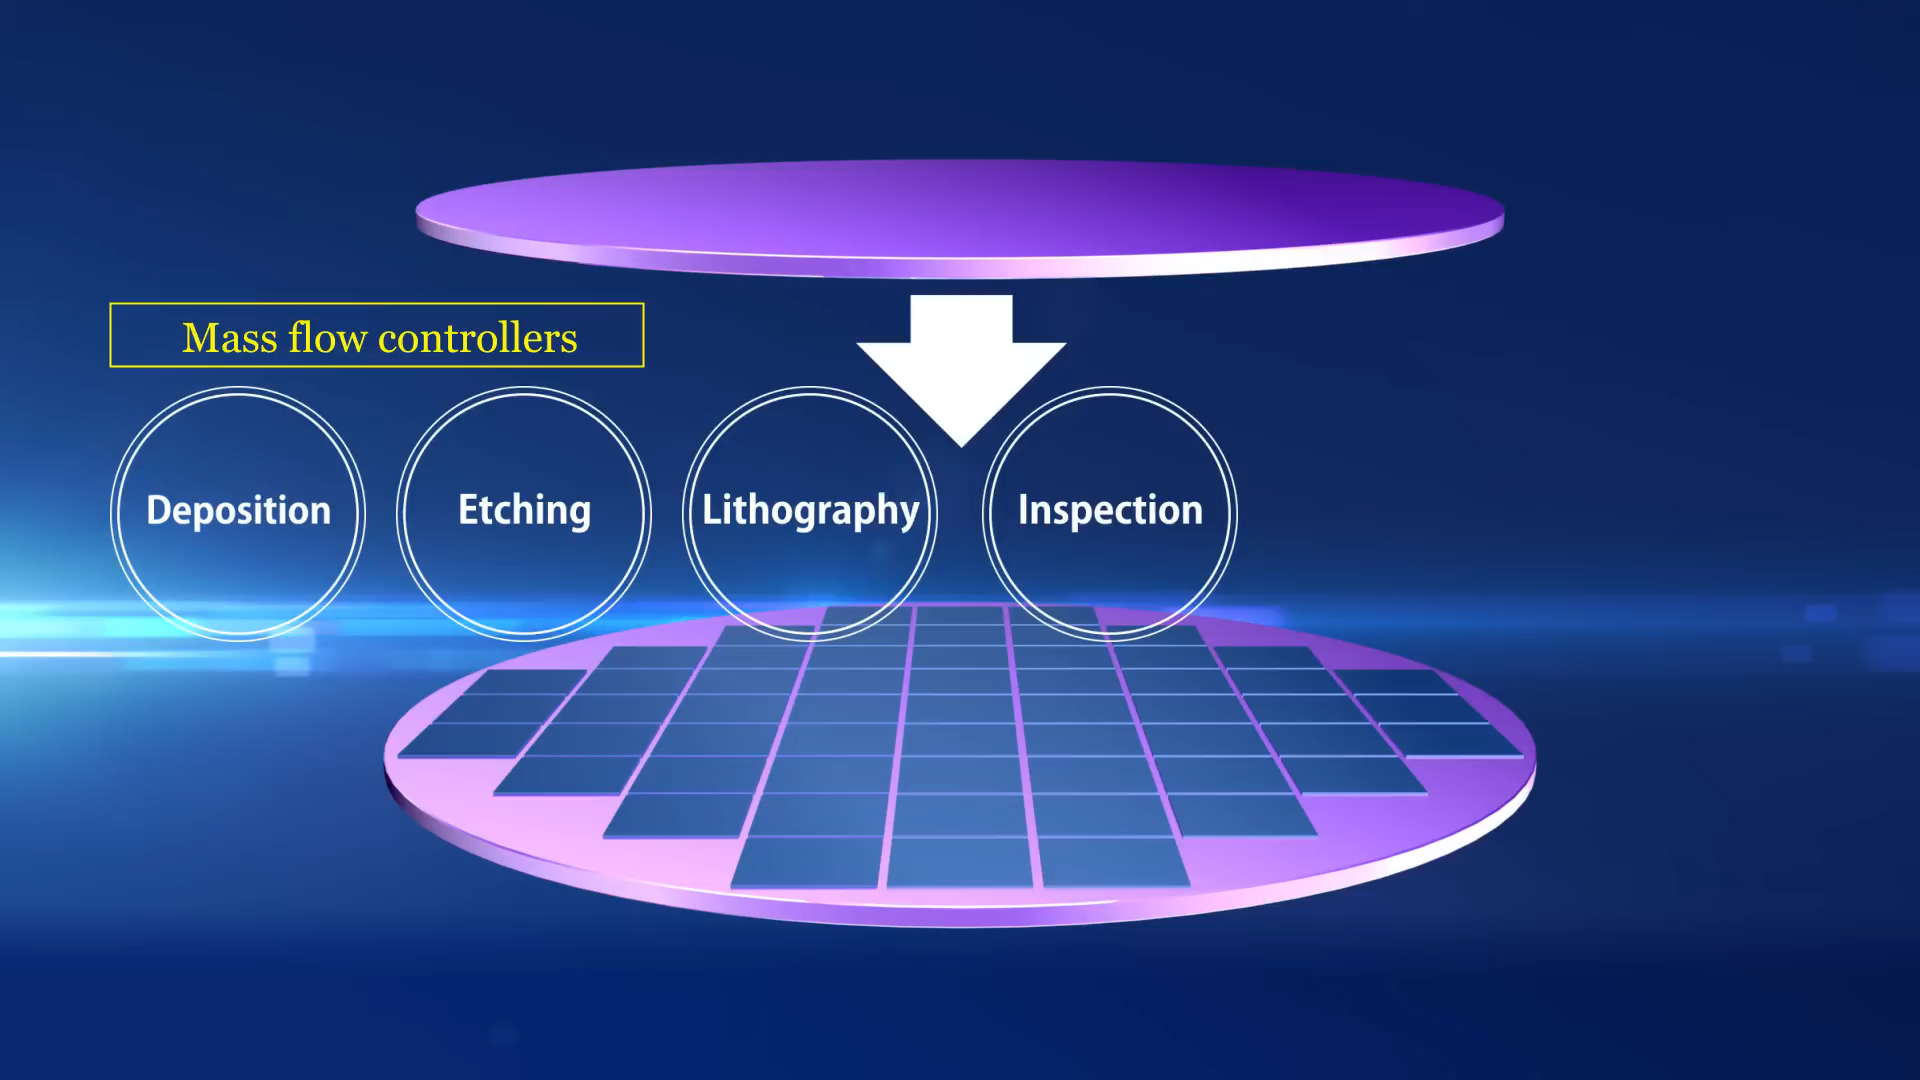 Mass flow controllers
Deposition
Etching
Lithography
Inspection